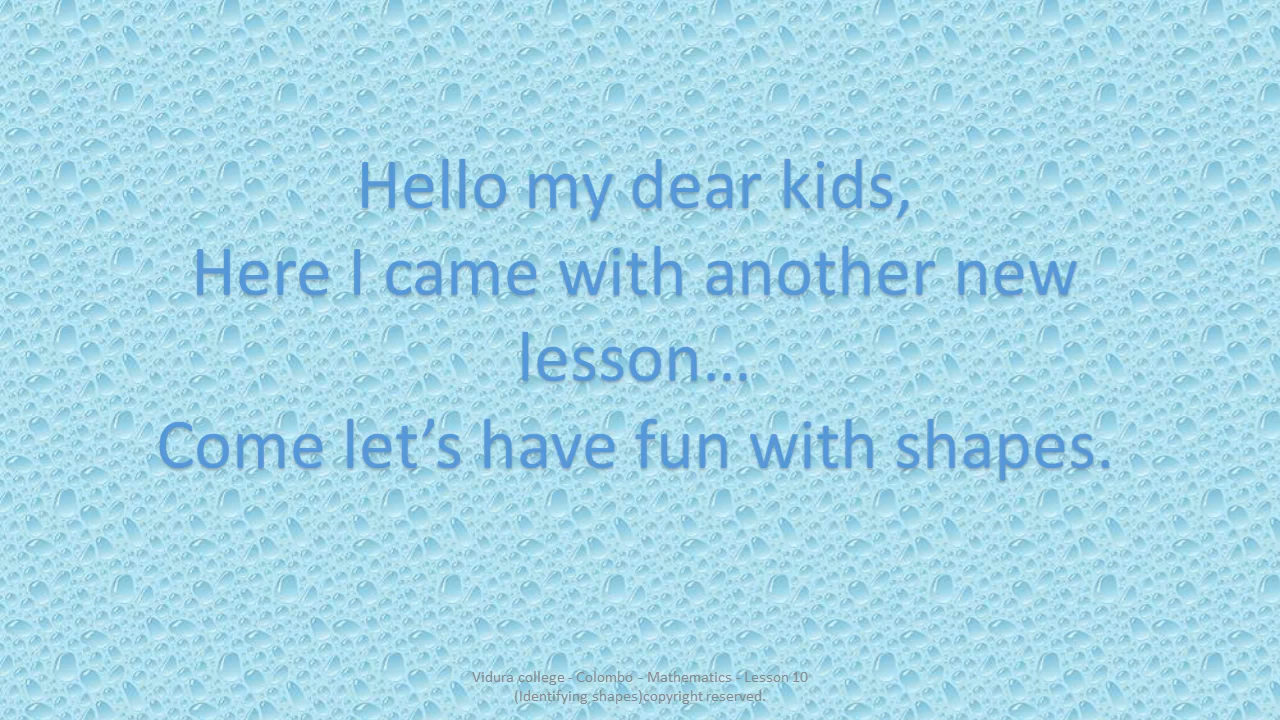 Hello my dear kids,
Here I came with another new
lesson…
Come let’s have fun with shapes.
Vidura college - Colombo - Mathematics - Lesson 10
(Identifying shapes)copyright reserved.